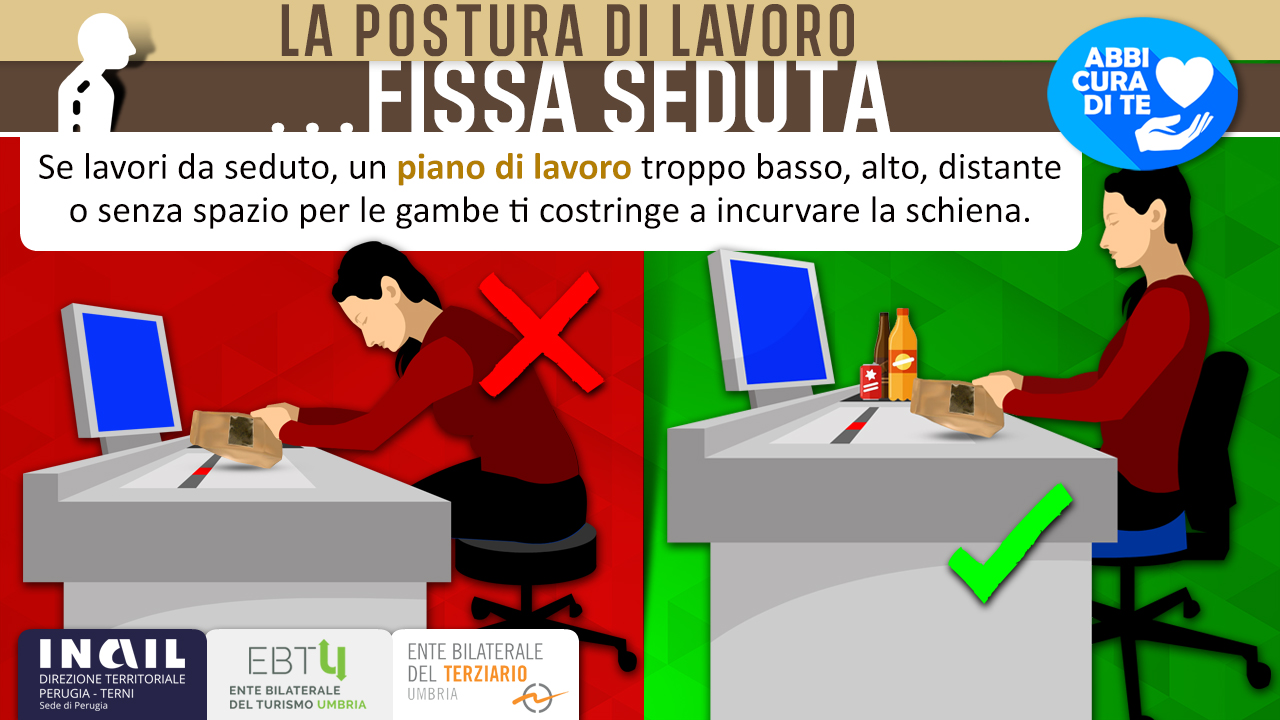 LA POSTURA DI LAVORO
...FISSA SEDUTA
ABBI
CURA
DI TE
Se lavori da seduto, un piano di lavoro troppo basso, alto, distante
o senza spazio per le gambe ti costringe a incurvare la schiena.
INAIL
DIREZIONE TERRITORIALE
PERUGIA - TERNI
Sede di Perugia
EBTU
ENTE BILATERALE
DEL TURISMO UMBRIA
ENTE BILATERALE
DEL TERZIARIO
UMBRIA